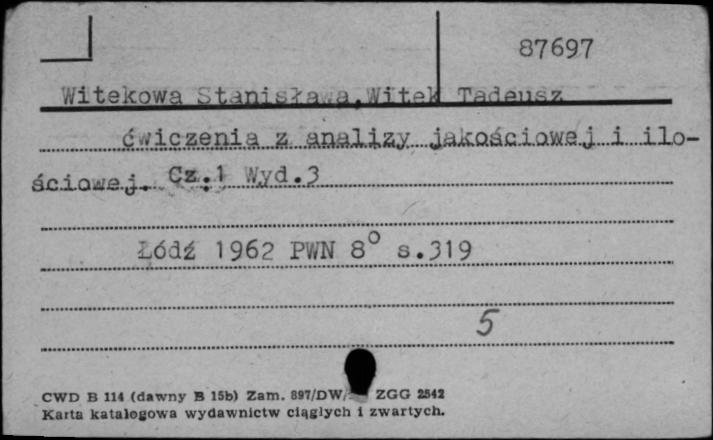 87697
Witekowa Stanisława,Witek Tadeusz
ćwiczenia z analizy jakościowej i ilo-
ściowej. Cz.1 Wyd.3
Łódź 1962 PWN 8° s.319
5
CWD B 114 (dawny B 15b) Zam. 897/DW/ ZGG 2542
Karta katalogowa wydawnictw ciągłych i zwartych.